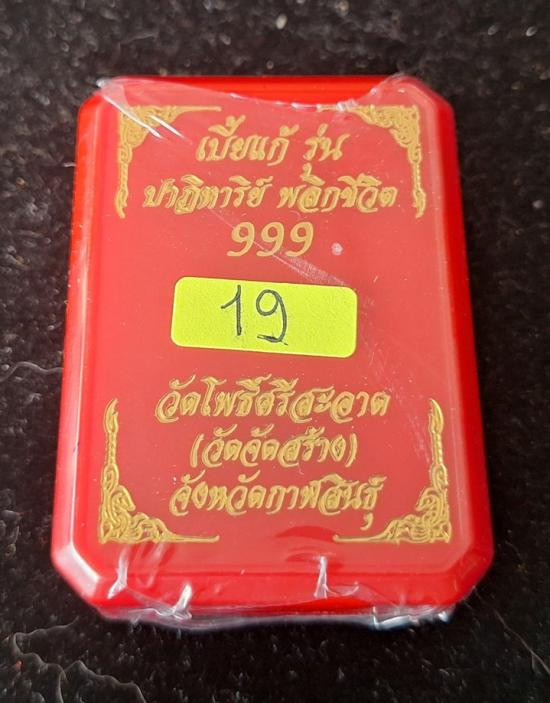 เบี้ยแก้ รุ่น
ปาฏิหาริย์ พลิกชีวิต
999
19
วัดโพธิ์ศรีสะอาด
(วัดจัดสร้าง)
จังหวัดกาฬสินธุ์